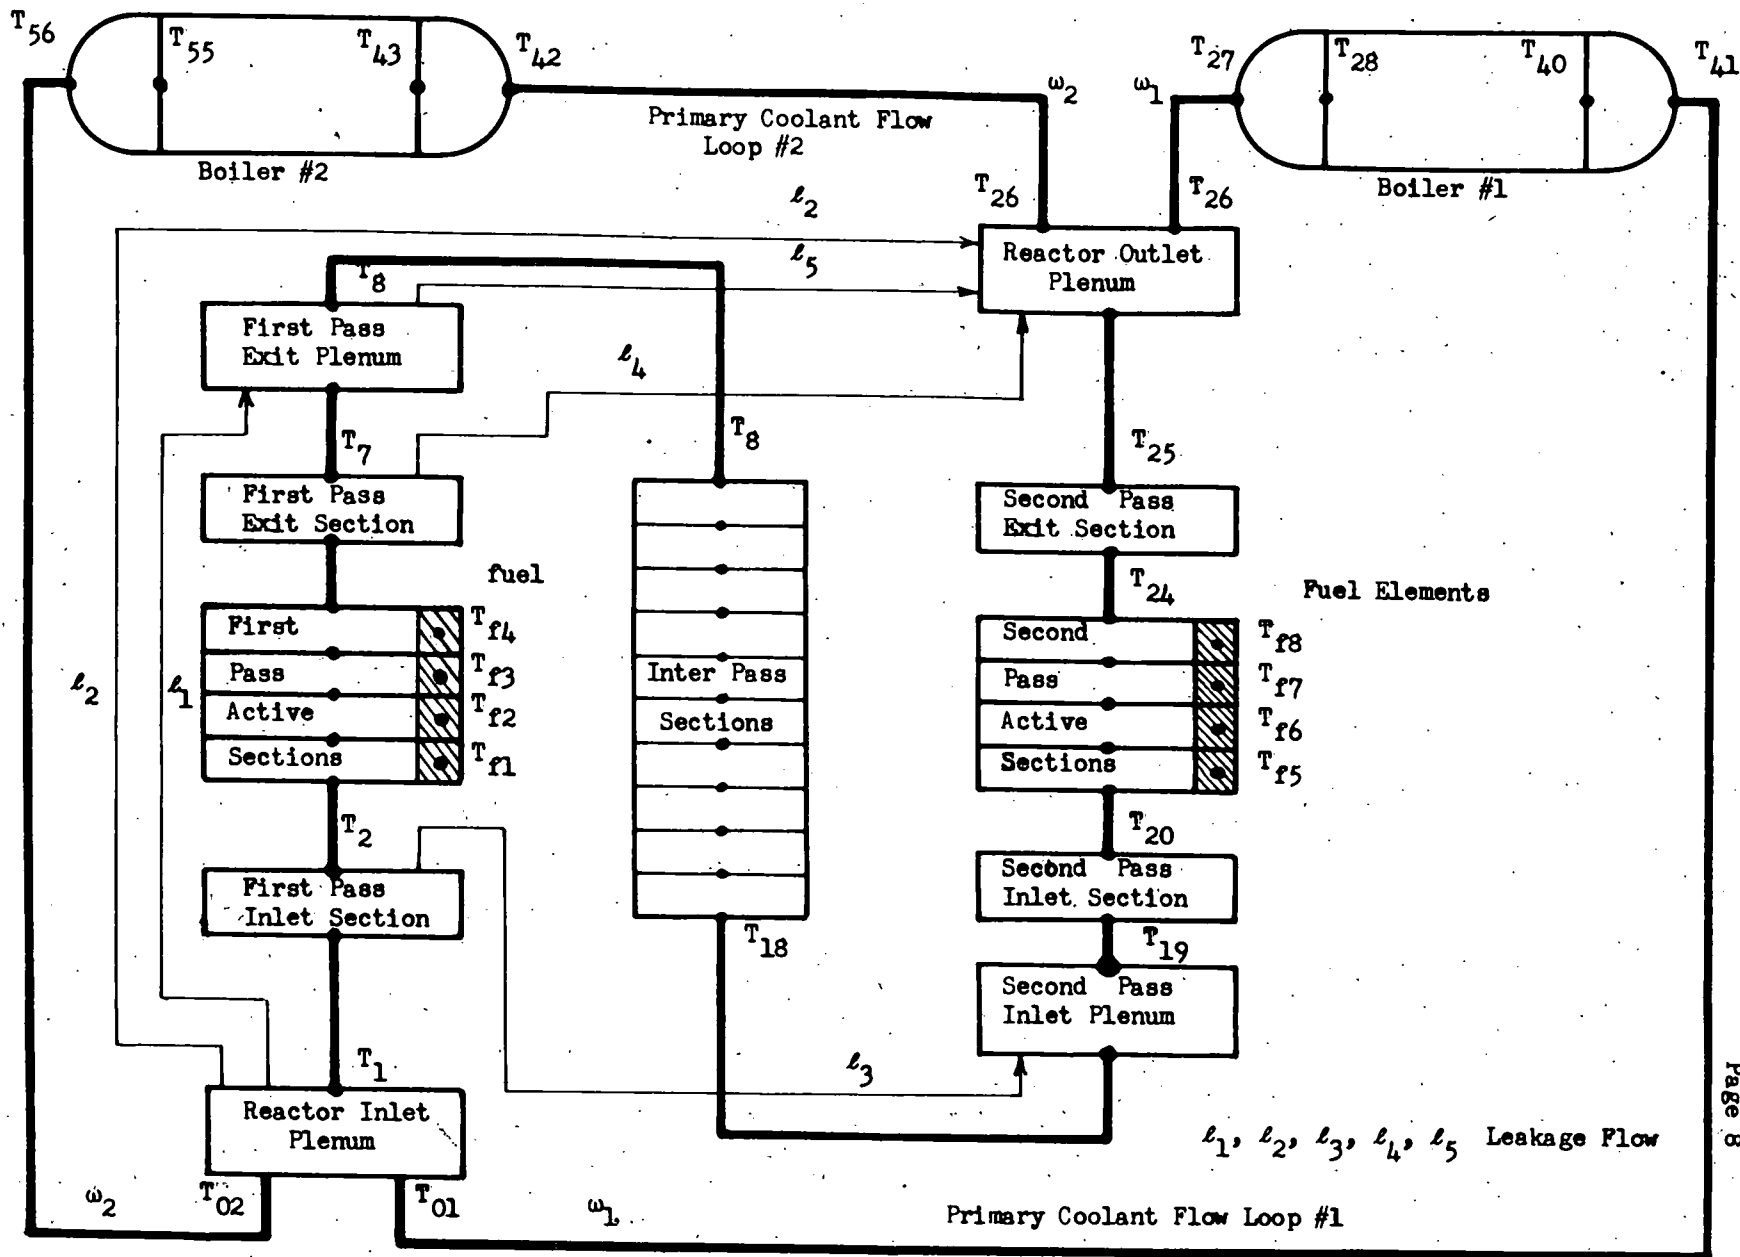 T56
T55
T43
T42
ω2
ω1
T27
T28
T40
T41
Primary Coolant Flow
Loop #2
Boiler #2
Boiler #1
T26
T26
ℓ2
ℓ5
Reactor Outlet
Plenum
T8
First Pass
Exit Plenum
ℓ4
T7
T8
T25
First Pass
Exit Section
Second Pass
Exit Section
fuel
T24
Fuel Elements
First
Pass
Active
Sections
Tf4
Tf3
Tf2
Tf1
ℓ2
ℓ1
Inter Pass
Sections
Second
Pass
Active
Sections
Tf8
Tf7
Tf6
Tf5
T2
T20
First Pass
Inlet Section
Second Pass
Inlet Section
T18
T19
Second Pass
Inlet Plenum
T1
ℓ3
Reactor Inlet
Plenum
ℓ1, ℓ2, ℓ3, ℓ4, ℓ5 Leakage Flow
Page 8
ω2
T02
T01
ω1
Primary Coolant Flow Loop #1